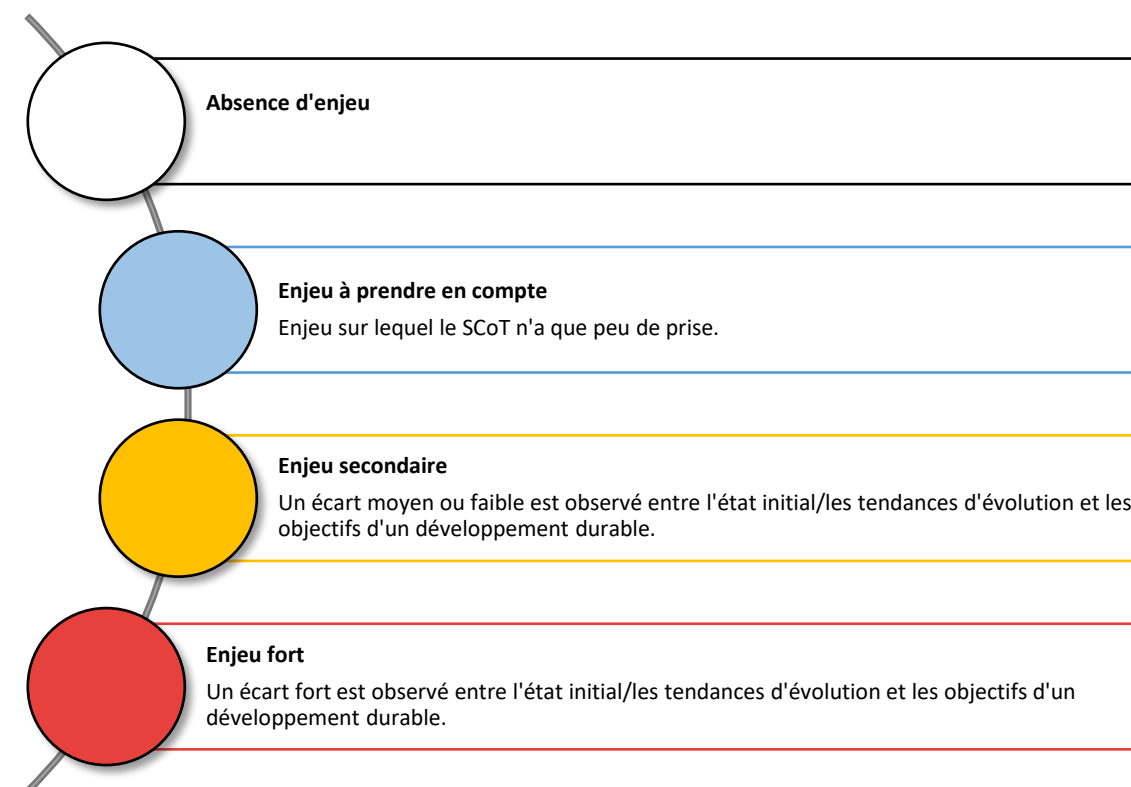 Absence d'enjeu
Enjeu à prendre en compte
Enjeu sur lequel le SCoT n'a que peu de prise.
Enjeu secondaire
Un écart moyen ou faible est observé entre l'état initial/les tendances d'évolution et les
objectifs d'un développement durable.
Enjeu fort
Un écart fort est observé entre l'état initial/les tendances d'évolution et les objectifs d'un
développement durable.